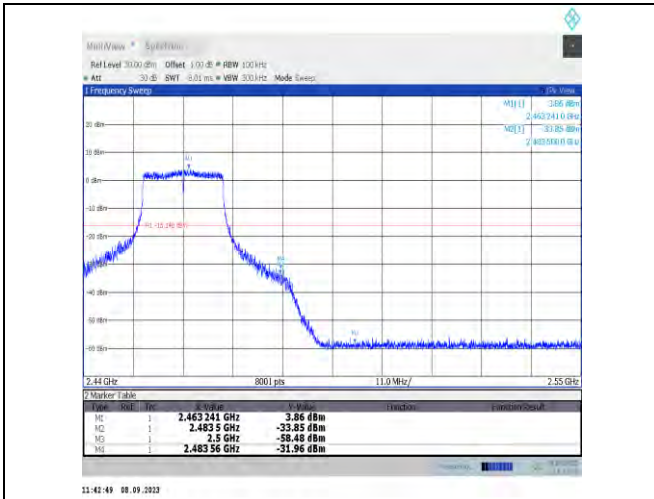 MultiView Spectrum
Ref Level 30.00 dBm Offset 1.00 dB RBW 100 kHz
Att 30 dB SWT 8.01 ms VBW 300 kHz Mode Sweep
1 Frequency Sweep 1Pk View
M1[1] 3.86 dBm
2.463 241 0 GHz
M2[1] -33.85 dBm
2.483 500 0 GHz
20 dBm
10 dBm
M1
0 dBm
-10 dBm
H1
-20 dBm
-40 dBm
-50 dBm
2.44 GHz 8001 pts 11.0 MHz/ 2.55 GHz
2 Marker Table
Type Ref Trc X-Value Y-Value Function Function Result
M1 1 2.463 241 GHz 3.86 dBm
M2 1 2.483 5 GHz -33.85 dBm
M3 1 2.5 GHz -58.48 dBm
M4 1 2.483 56 GHz -31.96 dBm
11:42:49 08.09.2023